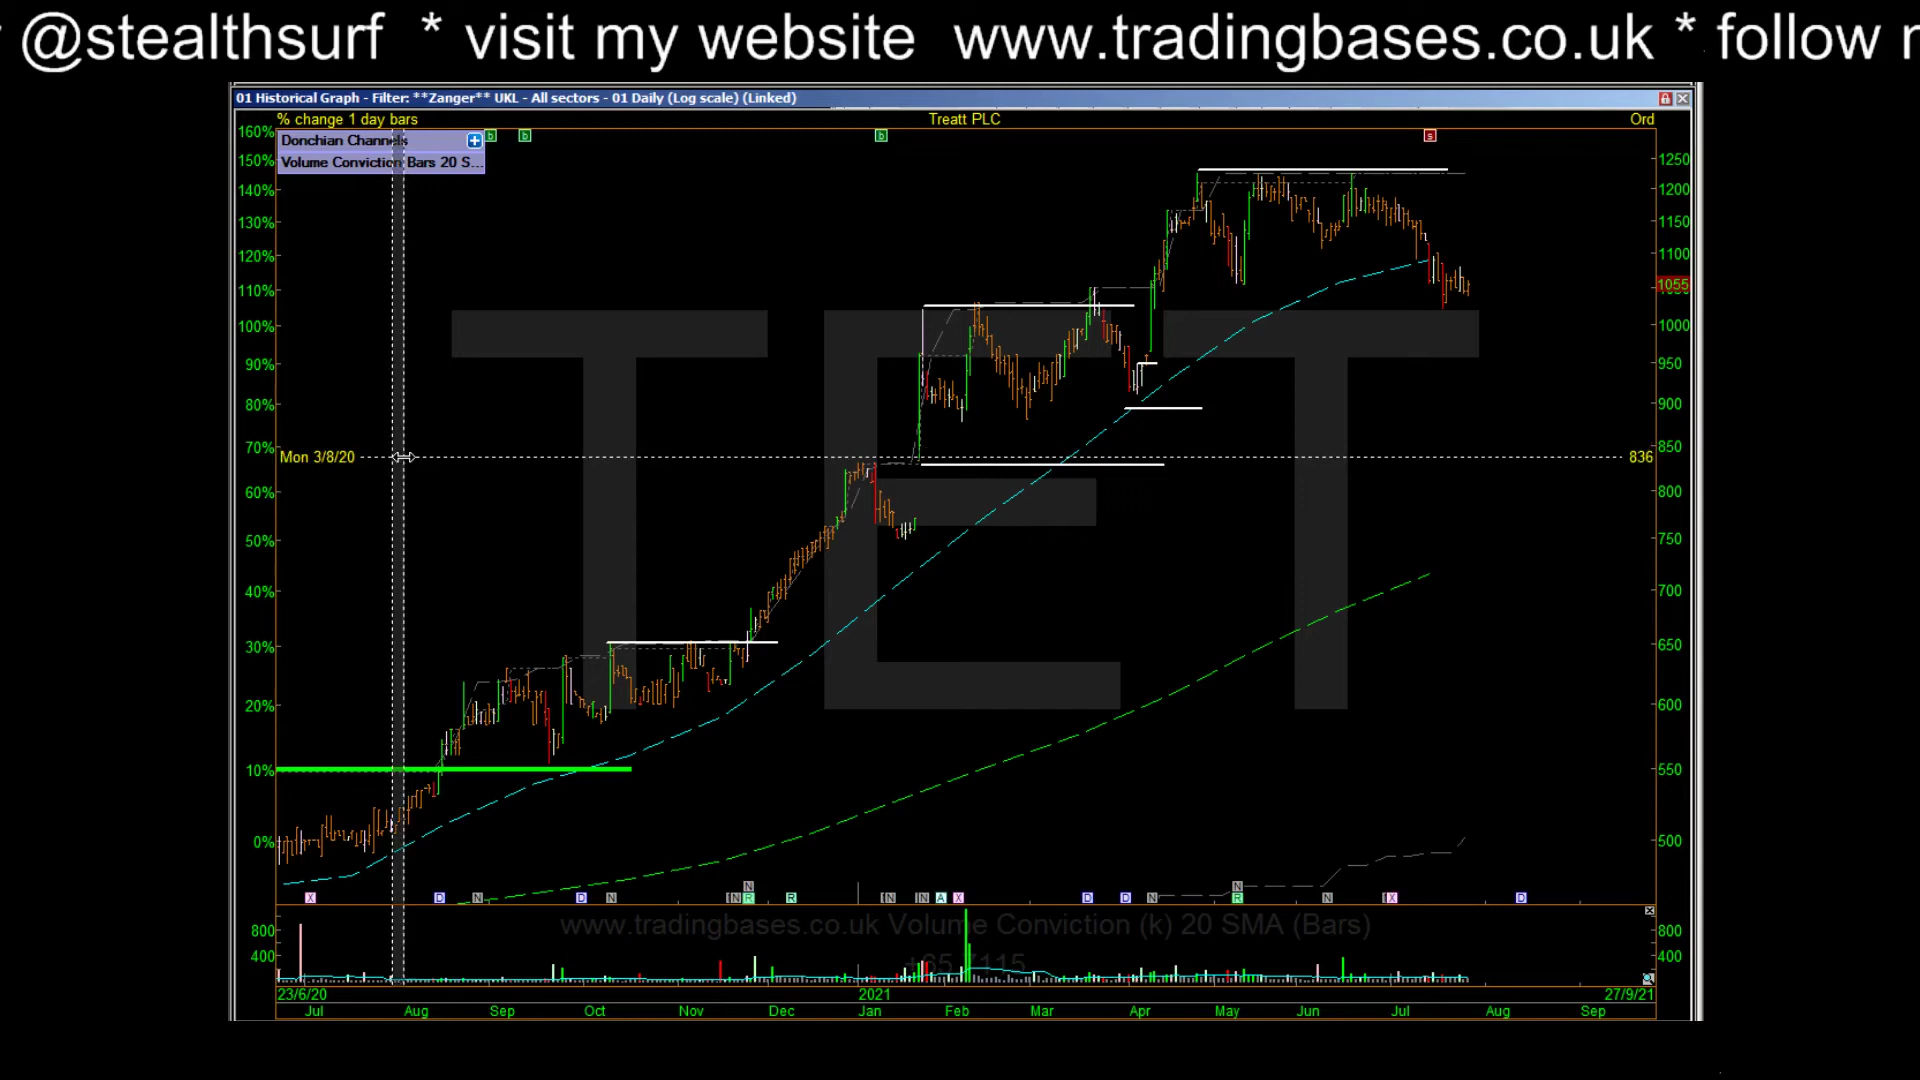 @stealthsurf * visit my website www.tradingbases.co.uk * follow
01 Historical Graph - Filter: **Zanger** UKL - All sectors - 01 Daily (Log scale) (Linked)
% change 1 day bars Treatt PLC Ord
Donchian Channels
Volume Conviction Bars 20 S...
b b b s
160%
150% 1250
140% 1200
130% 1150
120% 1100
110% 1055
100% 1000
90% 950
80% 900
70% 850
Mon 3/8/20 836
60% 800
50% 750
40% 700
30% 650
20% 600
10% 550
0% 500
TET
N N
X D N D N N R R N N A X D D N R N X D
www.tradingbases.co.uk Volume Conviction (k) 20 SMA (Bars)
800 800
400 400
23/6/20 2021 27/9/21
Jul Aug Sep Oct Nov Dec Jan Feb Mar Apr May Jun Jul Aug Sep